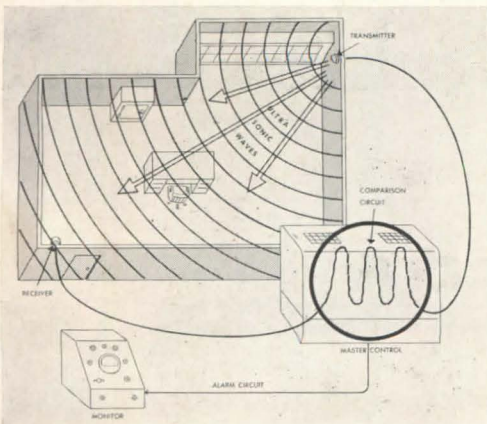 TRANSMITTER
ULTRA
SONIC
WAVES
COMPARISON
CIRCUIT
RECEIVER
MASTER CONTROL
ALARM CIRCUIT
MONITOR